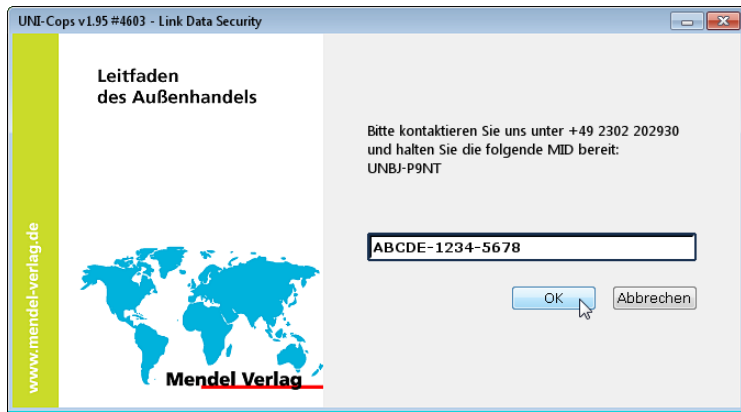 UNI-Cops v1.95 #4603 - Link Data Security
Leitfaden
des Außenhandels
www.mendel-verlag.de
Mendel Verlag
Bitte kontaktieren Sie uns unter +49 2302 202930
und halten Sie die folgende MID bereit:
UNBJ-P9NT
ABCDE-1234-5678
OK
Abbrechen